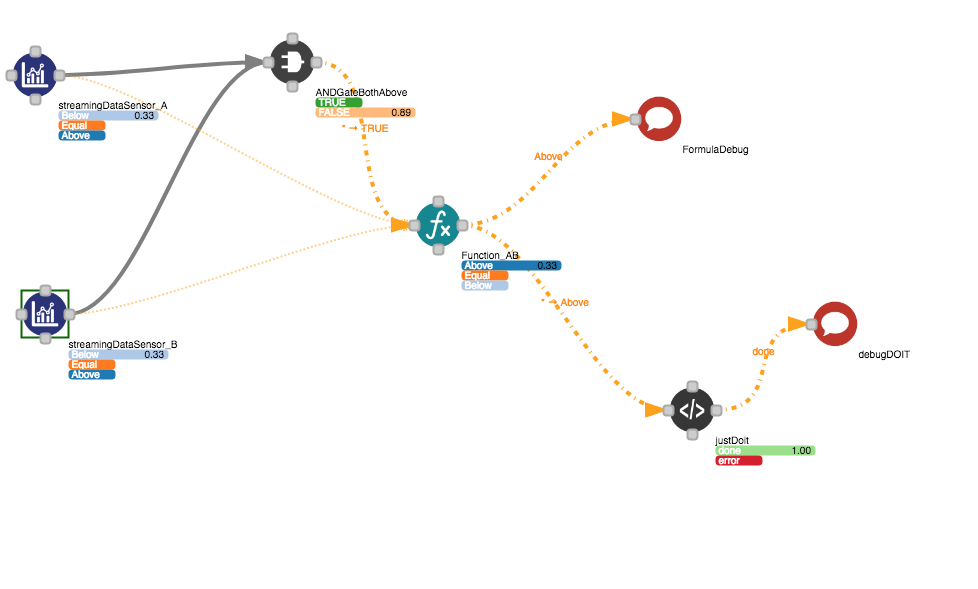 streamingDataSensor_A
Below 0.33
Equal
Above
ANDGateBothAbove
TRUE
FALSE 0.89
* → TRUE
FormulaDebug
Above
fx
Function_AB
Above 0.33
Equal
Below
* → Above
streamingDataSensor_B
Below 0.33
Equal
Above
done
debugDOIT
</>
justDoit
done 1.00
error